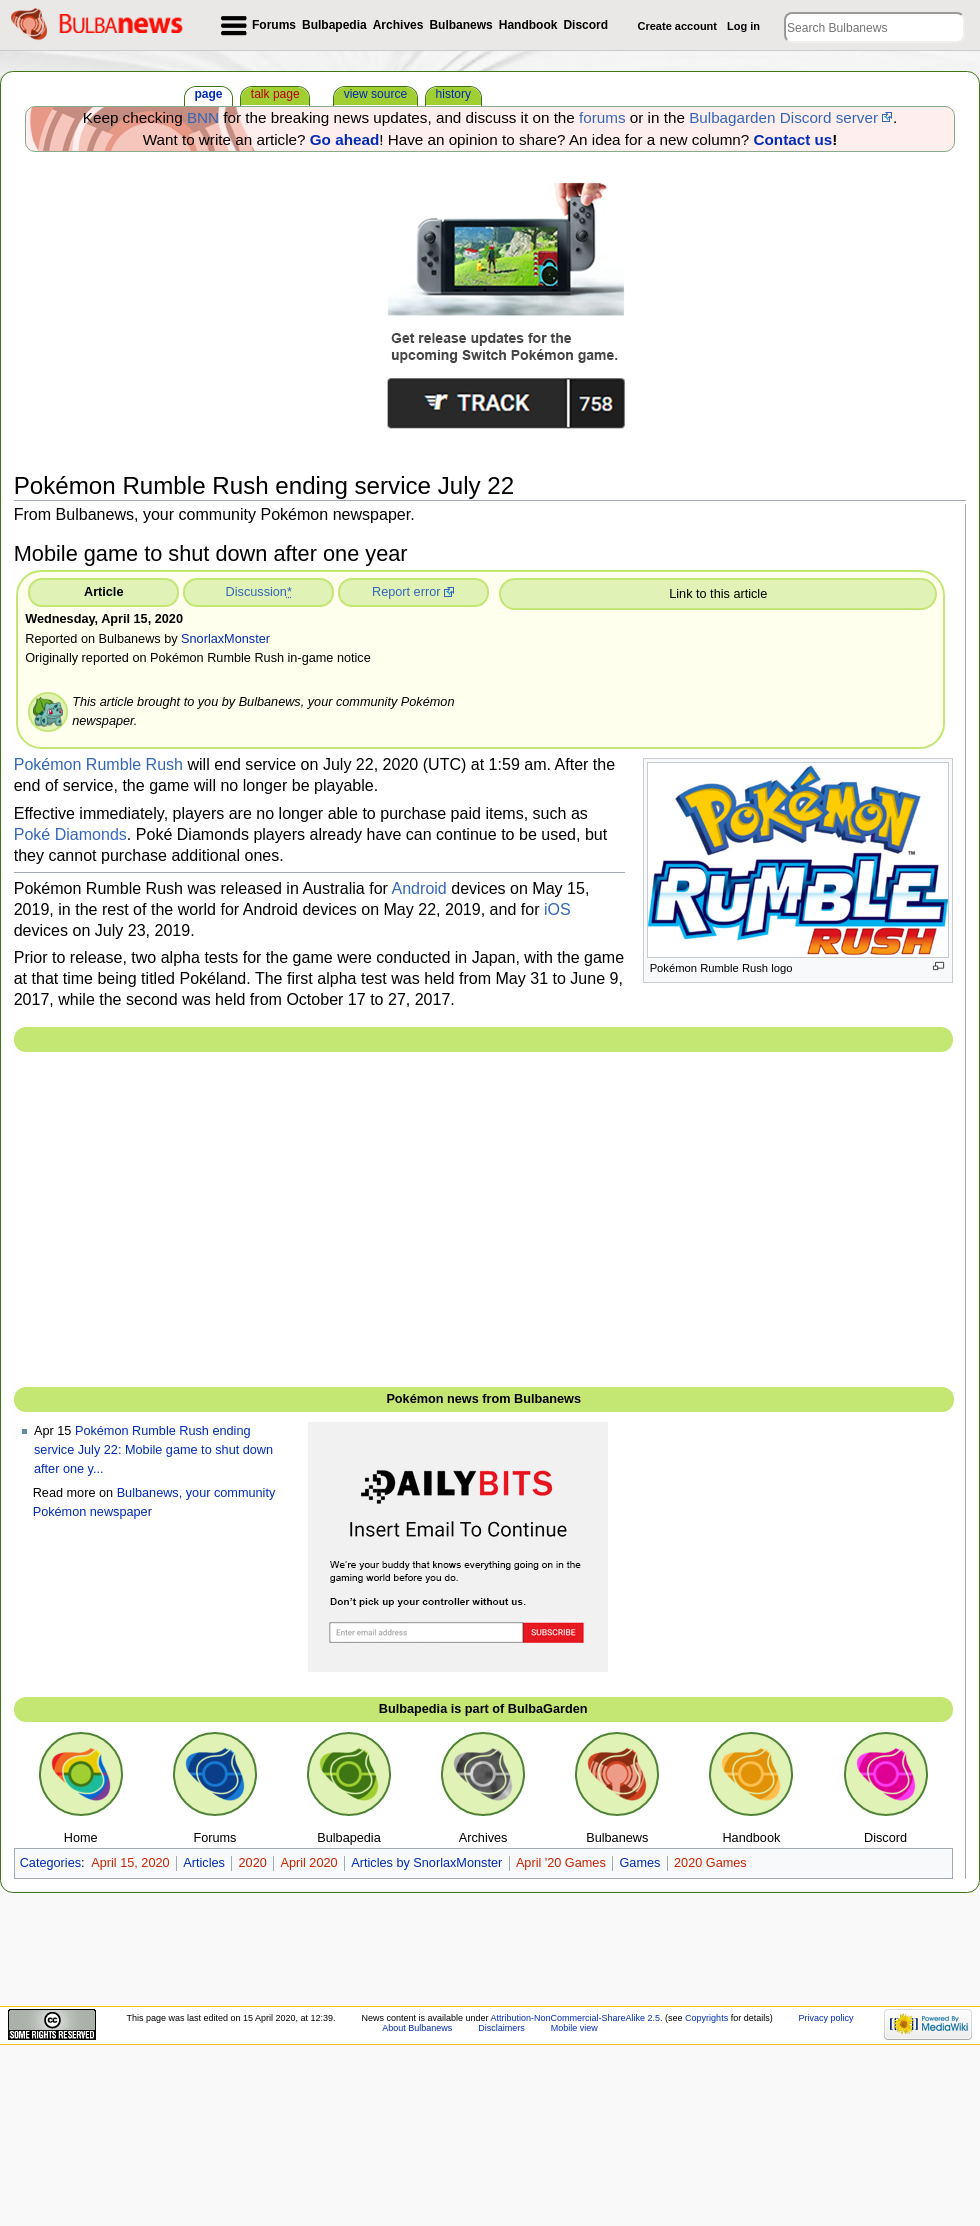 BULBAnews
Forums Bulbapedia Archives Bulbanews Handbook Discord
Create account Log in
Search Bulbanews
page talk page view source history
Keep checking BNN for the breaking news updates, and discuss it on the forums or in the Bulbagarden Discord server.
Want to write an article? Go ahead! Have an opinion to share? An idea for a new column? Contact us!
Get release updates for the
upcoming Switch Pokémon game.
TRACK 758
Pokémon Rumble Rush ending service July 22
From Bulbanews, your community Pokémon newspaper.
Mobile game to shut down after one year
Article Discussion* Report error Link to this article
Wednesday, April 15, 2020
Reported on Bulbanews by SnorlaxMonster
Originally reported on Pokémon Rumble Rush in-game notice
This article brought to you by Bulbanews, your community Pokémon
newspaper.
Pokémon Rumble Rush will end service on July 22, 2020 (UTC) at 1:59 am. After the
end of service, the game will no longer be playable.
Effective immediately, players are no longer able to purchase paid items, such as
Poké Diamonds. Poké Diamonds players already have can continue to be used, but
they cannot purchase additional ones.
POKéMON
™
RUMBLE
RUSH
Pokémon Rumble Rush logo
Pokémon Rumble Rush was released in Australia for Android devices on May 15,
2019, in the rest of the world for Android devices on May 22, 2019, and for iOS
devices on July 23, 2019.
Prior to release, two alpha tests for the game were conducted in Japan, with the game
at that time being titled Pokéland. The first alpha test was held from May 31 to June 9,
2017, while the second was held from October 17 to 27, 2017.
Pokémon news from Bulbanews
Apr 15 Pokémon Rumble Rush ending
service July 22: Mobile game to shut down
after one y...
Read more on Bulbanews, your community
Pokémon newspaper
DAILYBITS
Insert Email To Continue
We're your buddy that knows everything going on in the
gaming world before you do.
Don't pick up your controller without us.
Enter email address SUBSCRIBE
Bulbapedia is part of BulbaGarden
Home Forums Bulbapedia Archives Bulbanews Handbook Discord
Categories: April 15, 2020 Articles 2020 April 2020 Articles by SnorlaxMonster April '20 Games Games 2020 Games
cc
SOME RIGHTS RESERVED
This page was last edited on 15 April 2020, at 12:39. News content is available under Attribution-NonCommercial-ShareAlike 2.5. (see Copyrights for details) Privacy policy
About Bulbanews Disclaimers Mobile view
Powered By
MediaWiki